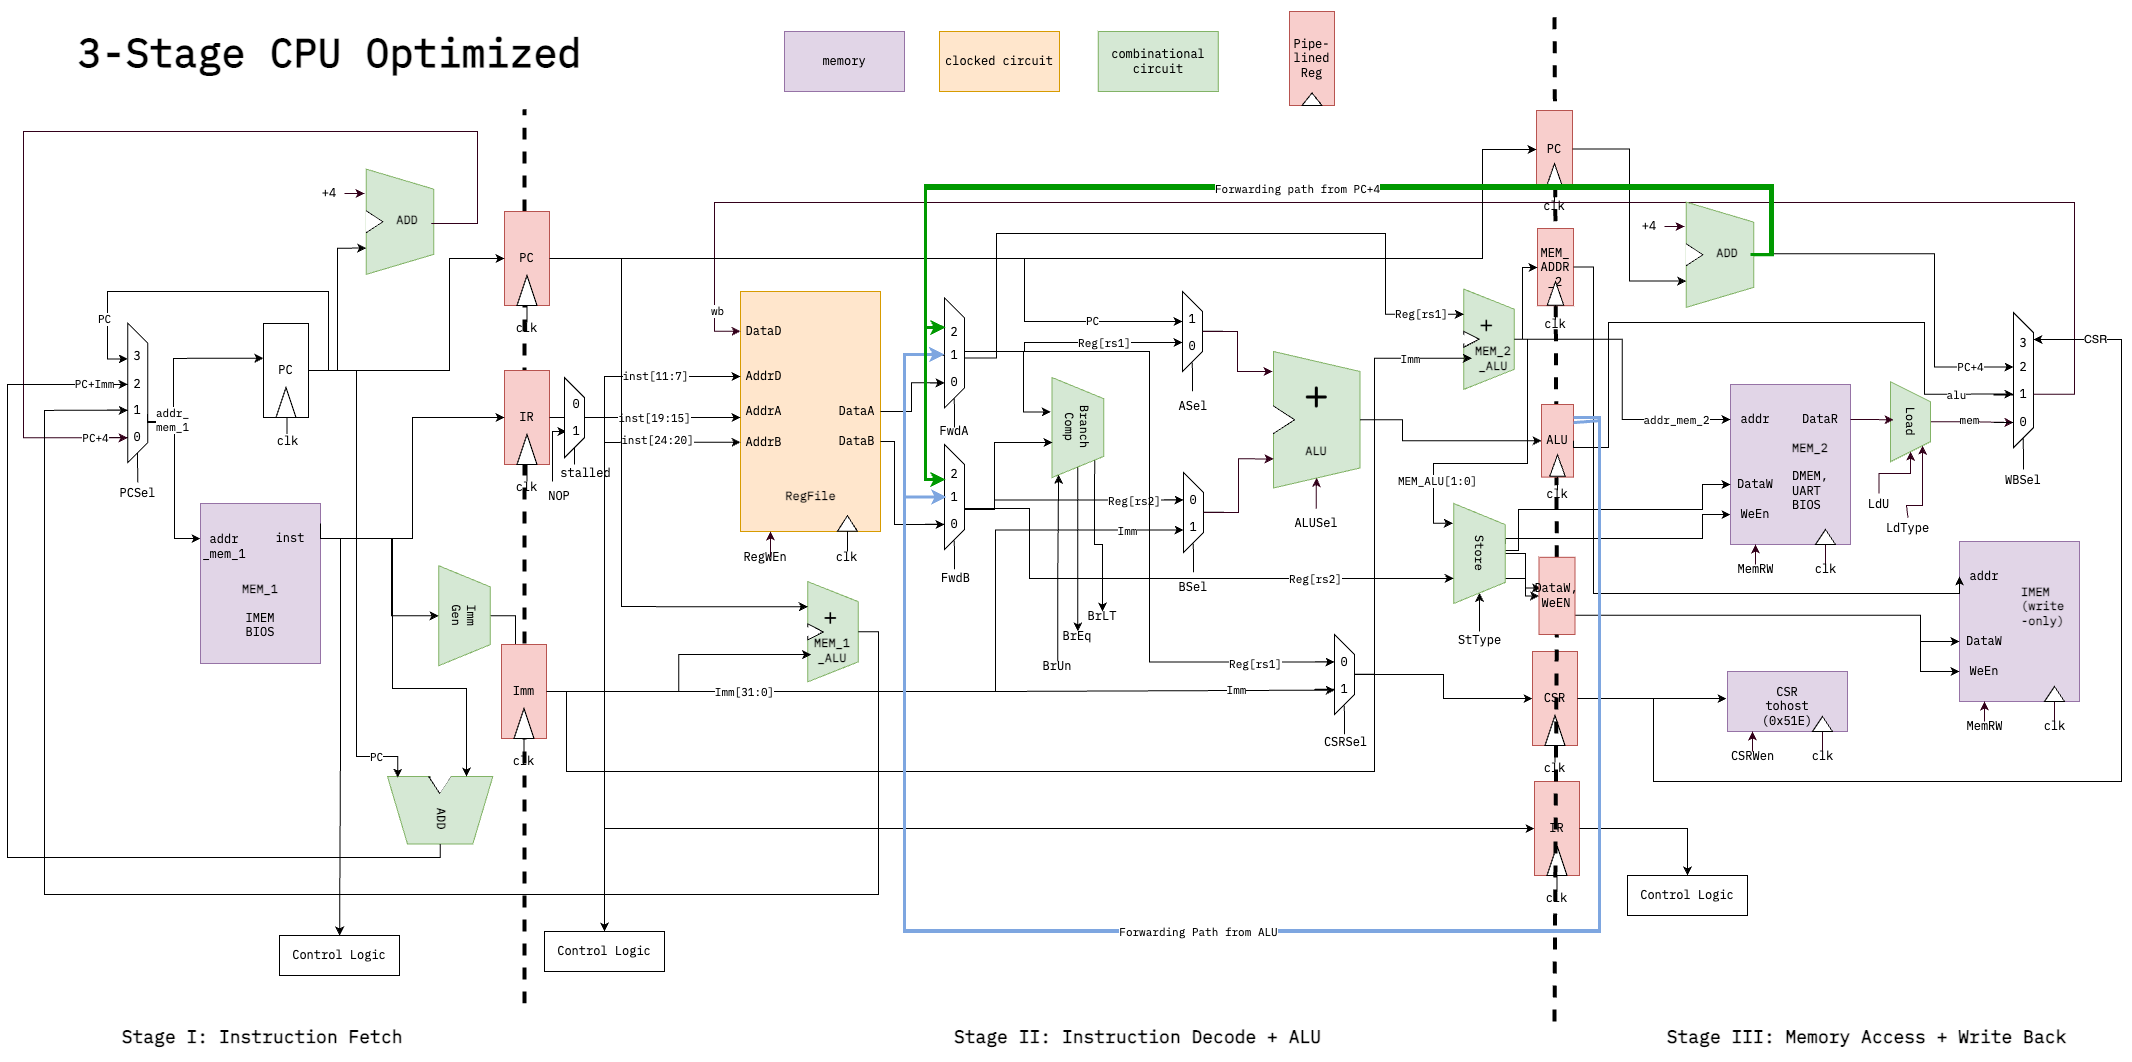 3-Stage CPU Optimized
memory
clocked circuit
combinational
circuit
Pipe-
lined
Reg
+4
ADD
PC
clk
PC
3
2
1
0
PC+Imm
PC+4
PCSel
addr_
mem_1
PC
clk
addr
_mem_1
inst
MEM_1
IMEM
BIOS
Imm
Gen
PC
ADD
Control Logic
IR
clk
0
1
stalled
NOP
Imm
clk
Control Logic
wb
inst[11:7]
inst[19:15]
inst[24:20]
DataD
AddrD
AddrA
AddrB
DataA
DataB
RegFile
RegWEn
clk
+
MEM_1
_ALU
Imm[31:0]
Forwarding path from PC+4
2
1
0
FwdA
2
1
0
FwdB
Branch
Comp
BrUn
BrEq
BrLT
PC
Reg[rs1]
1
0
ASel
Reg[rs2]
Imm
0
1
BSel
+
ALU
ALUSel
Reg[rs1]
Imm
+
MEM_2
_ALU
MEM_ALU[1:0]
Reg[rs2]
Store
StType
Reg[rs1]
Imm
0
1
CSRSel
Forwarding Path from ALU
PC
clk
MEM_
ADDR
_2
clk
ALU
clk
DataW,
WeEN
CSR
clk
IR
clk
Control Logic
+4
ADD
addr_mem_2
addr
DataR
MEM_2
DMEM,
UART
BIOS
DataW
WeEn
MemRW
clk
Load
LdU
LdType
PC+4
alu
mem
CSR
3
2
1
0
WBSel
addr
IMEM
(write
-only)
DataW
WeEn
MemRW
clk
CSR
tohost
(0x51E)
CSRWen
clk
Stage I: Instruction Fetch
Stage II: Instruction Decode + ALU
Stage III: Memory Access + Write Back